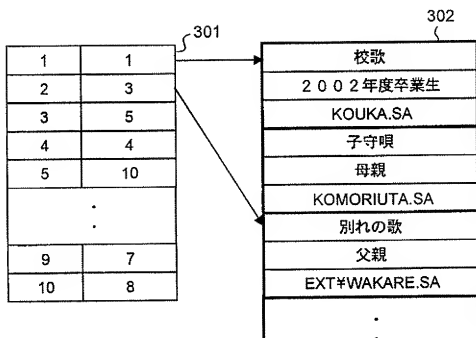 301
1 1
2 3
3 5
4 4
5 10
9 7
10 8
302
校歌
2002年度卒業生
KOUKA.SA
子守唄
母親
KOMORIUTA.SA
別れの歌
父親
EXT¥WAKARE.SA